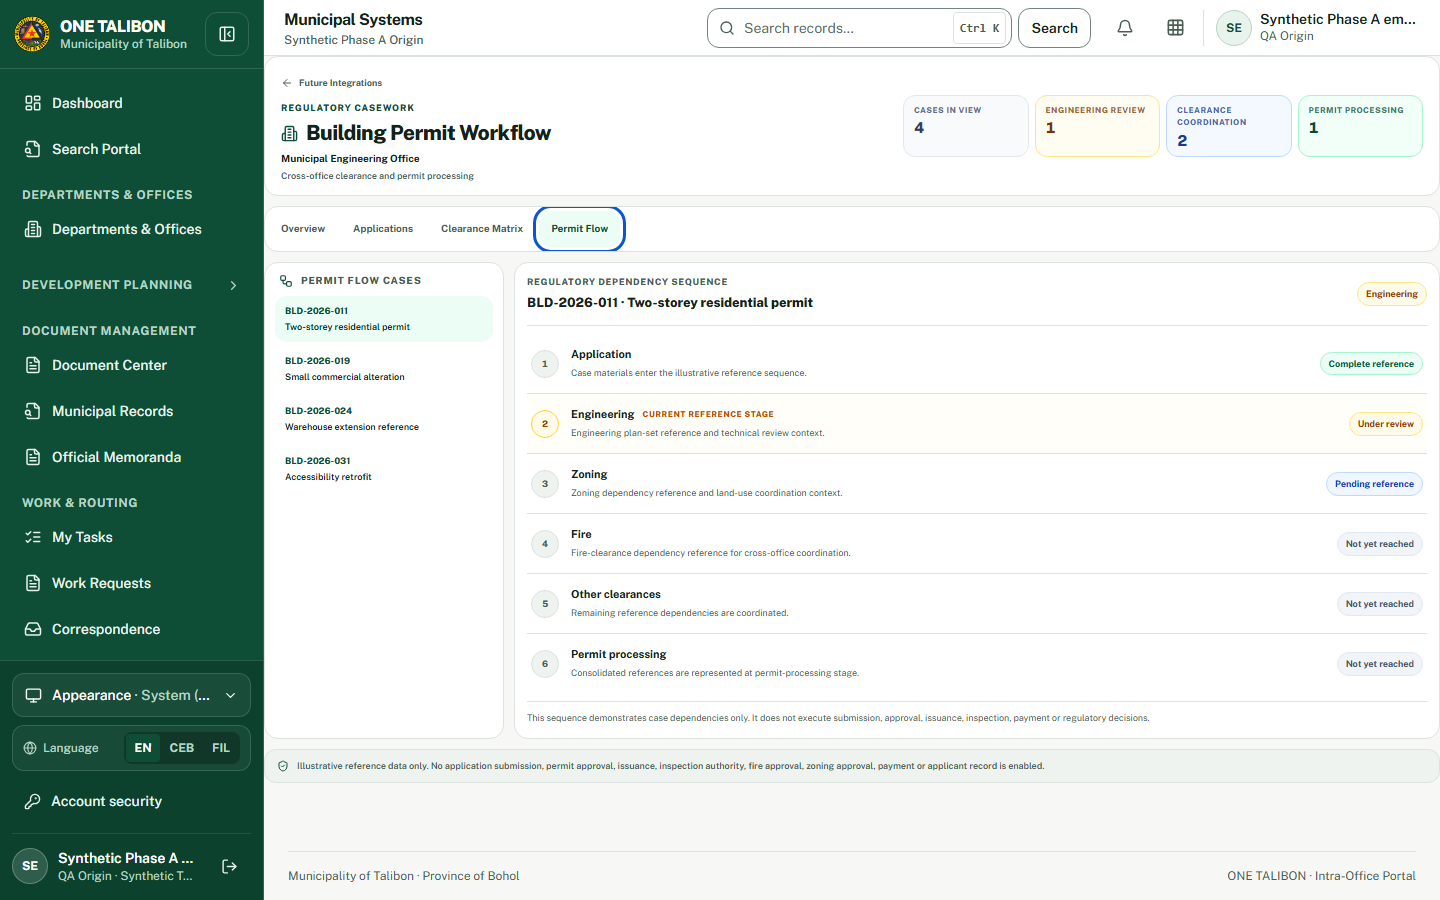 ONE TALIBON
Municipality of Talibon
Dashboard
Search Portal
DEPARTMENTS & OFFICES
Departments & Offices
DEVELOPMENT PLANNING
DOCUMENT MANAGEMENT
Document Center
Municipal Records
Official Memoranda
WORK & ROUTING
My Tasks
Work Requests
Correspondence
Appearance · System (...
Language EN CEB FIL
Account security
SE Synthetic Phase A ...
QA Origin · Synthetic T...
Municipal Systems
Synthetic Phase A Origin
Search records... Ctrl K Search
SE Synthetic Phase A em...
QA Origin
Future Integrations
REGULATORY CASEWORK
Building Permit Workflow
Municipal Engineering Office
Cross-office clearance and permit processing
CASES IN VIEW
4
ENGINEERING REVIEW
1
CLEARANCE
COORDINATION
2
PERMIT PROCESSING
1
Overview Applications Clearance Matrix Permit Flow
PERMIT FLOW CASES
BLD-2026-011
Two-storey residential permit
BLD-2026-019
Small commercial alteration
BLD-2026-024
Warehouse extension reference
BLD-2026-031
Accessibility retrofit
REGULATORY DEPENDENCY SEQUENCE
BLD-2026-011 · Two-storey residential permit
Engineering
1 Application
Case materials enter the illustrative reference sequence.
Complete reference
2 Engineering CURRENT REFERENCE STAGE
Engineering plan-set reference and technical review context.
Under review
3 Zoning
Zoning dependency reference and land-use coordination context.
Pending reference
4 Fire
Fire-clearance dependency reference for cross-office coordination.
Not yet reached
5 Other clearances
Remaining reference dependencies are coordinated.
Not yet reached
6 Permit processing
Consolidated references are represented at permit-processing stage.
Not yet reached
This sequence demonstrates case dependencies only. It does not execute submission, approval, issuance, inspection, payment or regulatory decisions.
Illustrative reference data only. No application submission, permit approval, issuance, inspection authority, fire approval, zoning approval, payment or applicant record is enabled.
Municipality of Talibon · Province of Bohol
ONE TALIBON · Intra-Office Portal